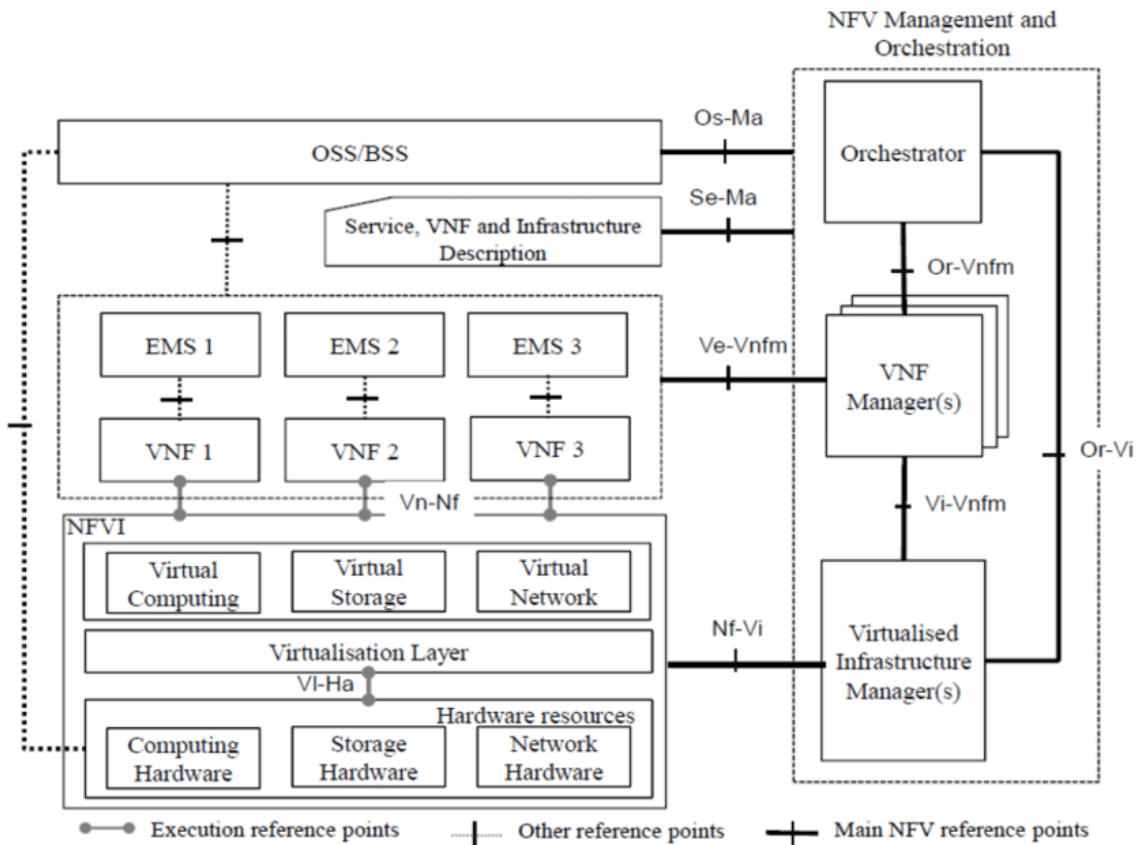 NFV Management and
Orchestration
Os-Ma
OSS/BSS
Orchestrator
Se-Ma
Service, VNF and Infrastructure
Description
Or-Vnfm
EMS 1
EMS 2
EMS 3
Ve-Vnfm
VNF
Manager(s)
VNF 1
VNF 2
VNF 3
Or-Vi
Vn-Nf
Vi-Vnfm
NFVI
Virtual
Computing
Virtual
Storage
Virtual
Network
Nf-Vi
Virtualised
Infrastructure
Manager(s)
Virtualisation Layer
Vl-Ha
Hardware resources
Computing
Hardware
Storage
Hardware
Network
Hardware
Execution reference points
Other reference points
Main NFV reference points